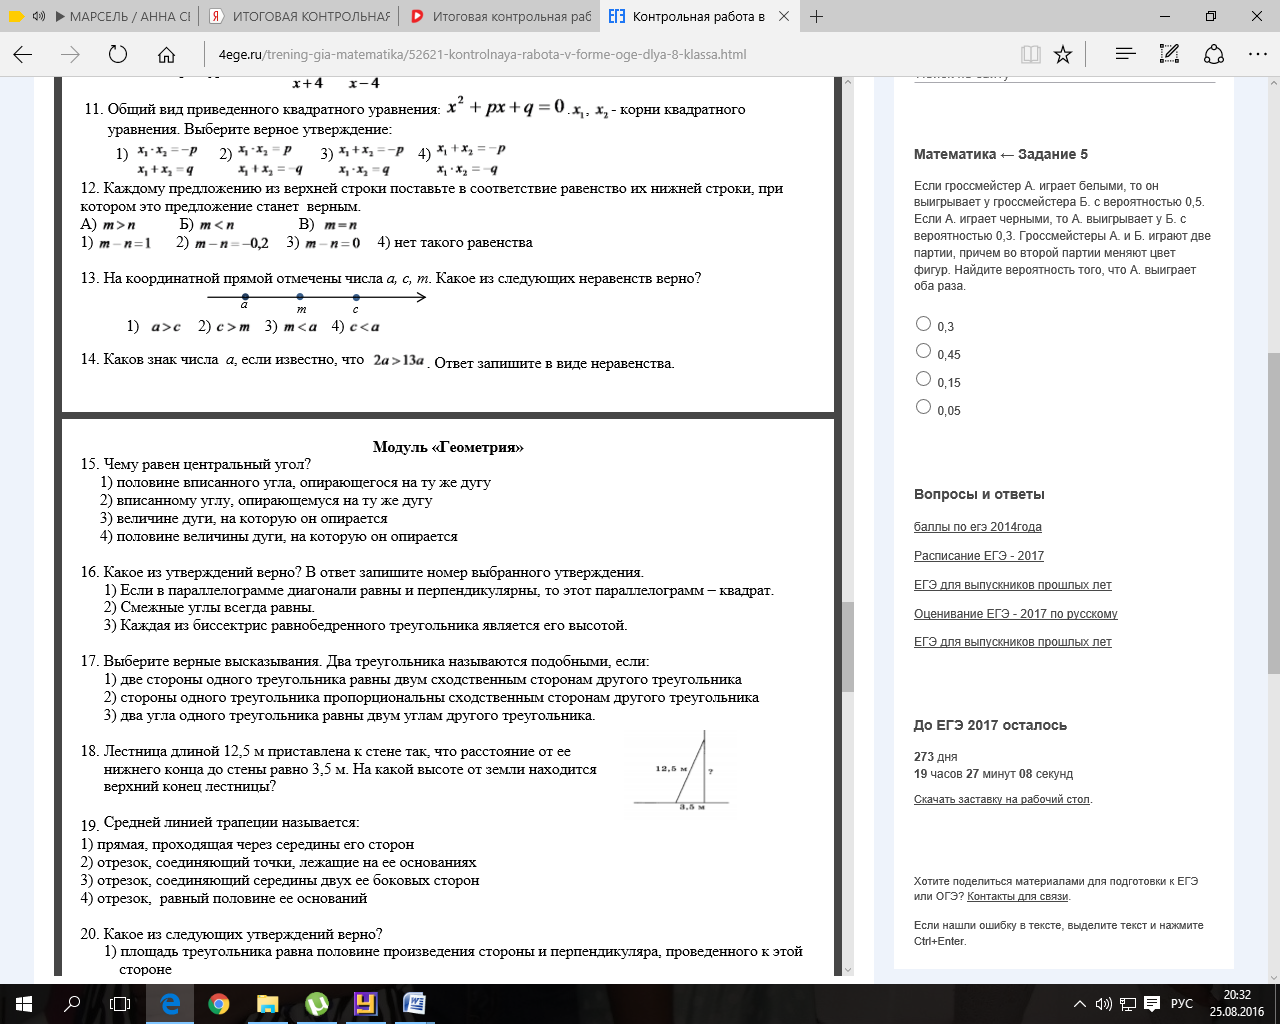 МАРСЕЛЬ / АННА СЕ
ИТОГОВАЯ КОНТРОЛЬНАЯ
Итоговая контрольная раб
Контрольная работа в
4ege.ru/trening-gia-matematika/52621-kontrolnaya-rabota-v-forme-oge-dlya-8-klassa.html
x+4 x−4
11. Общий вид приведенного квадратного уравнения: x² + px + q = 0. x₁, x₂ - корни квадратного
уравнения. Выберите верное утверждение:
1) x₁·x₂ = −p 2) x₁·x₂ = p 3) x₁+x₂ = −p 4) x₁+x₂ = −p
x₁+x₂ = q x₁+x₂ = −q x₁·x₂ = q x₁·x₂ = −q
12. Каждому предложению из верхней строки поставьте в соответствие равенство их нижней строки, при
котором это предложение станет верным.
А) m > n Б) m < n В) m = n
1) m − n = 1 2) m − n = −0,2 3) m − n = 0 4) нет такого равенства
13. На координатной прямой отмечены числа a, c, m. Какое из следующих неравенств верно?
a m c
1) a > c 2) c > m 3) m < a 4) c < a
14. Каков знак числа a, если известно, что 2a > 13a. Ответ запишите в виде неравенства.
Модуль «Геометрия»
15. Чему равен центральный угол?
1) половине вписанного угла, опирающегося на ту же дугу
2) вписанному углу, опирающемуся на ту же дугу
3) величине дуги, на которую он опирается
4) половине величины дуги, на которую он опирается
16. Какое из утверждений верно? В ответ запишите номер выбранного утверждения.
1) Если в параллелограмме диагонали равны и перпендикулярны, то этот параллелограмм – квадрат.
2) Смежные углы всегда равны.
3) Каждая из биссектрис равнобедренного треугольника является его высотой.
17. Выберите верные высказывания. Два треугольника называются подобными, если:
1) две стороны одного треугольника равны двум сходственным сторонам другого треугольника
2) стороны одного треугольника пропорциональны сходственным сторонам другого треугольника
3) два угла одного треугольника равны двум углам другого треугольника.
18. Лестница длиной 12,5 м приставлена к стене так, что расстояние от ее
нижнего конца до стены равно 3,5 м. На какой высоте от земли находится
верхний конец лестницы?
12,5 м ?
3,5 м
19. Средней линией трапеции называется:
1) прямая, проходящая через середины его сторон
2) отрезок, соединяющий точки, лежащие на ее основаниях
3) отрезок, соединяющий середины двух ее боковых сторон
4) отрезок, равный половине ее оснований
20. Какое из следующих утверждений верно?
1) площадь треугольника равна половине произведения стороны и перпендикуляра, проведенного к этой
стороне
Математика ← Задание 5
Если гроссмейстер А. играет белыми, то он
выигрывает у гроссмейстера Б. с вероятностью 0,5.
Если А. играет черными, то А. выигрывает у Б. с
вероятностью 0,3. Гроссмейстеры А. и Б. играют две
партии, причем во второй партии меняют цвет
фигур. Найдите вероятность того, что А. выиграет
оба раза.
0,3
0,45
0,15
0,05
Вопросы и ответы
баллы по егэ 2014года
Расписание ЕГЭ - 2017
ЕГЭ для выпускников прошлых лет
Оценивание ЕГЭ - 2017 по русскому
ЕГЭ для выпускников прошлых лет
До ЕГЭ 2017 осталось
273 дня
19 часов 27 минут 08 секунд
Скачать заставку на рабочий стол.
Хотите поделиться материалами для подготовки к ЕГЭ
или ОГЭ? Контакты для связи.
Если нашли ошибку в тексте, выделите текст и нажмите
Ctrl+Enter.
РУС
20:32
25.08.2016